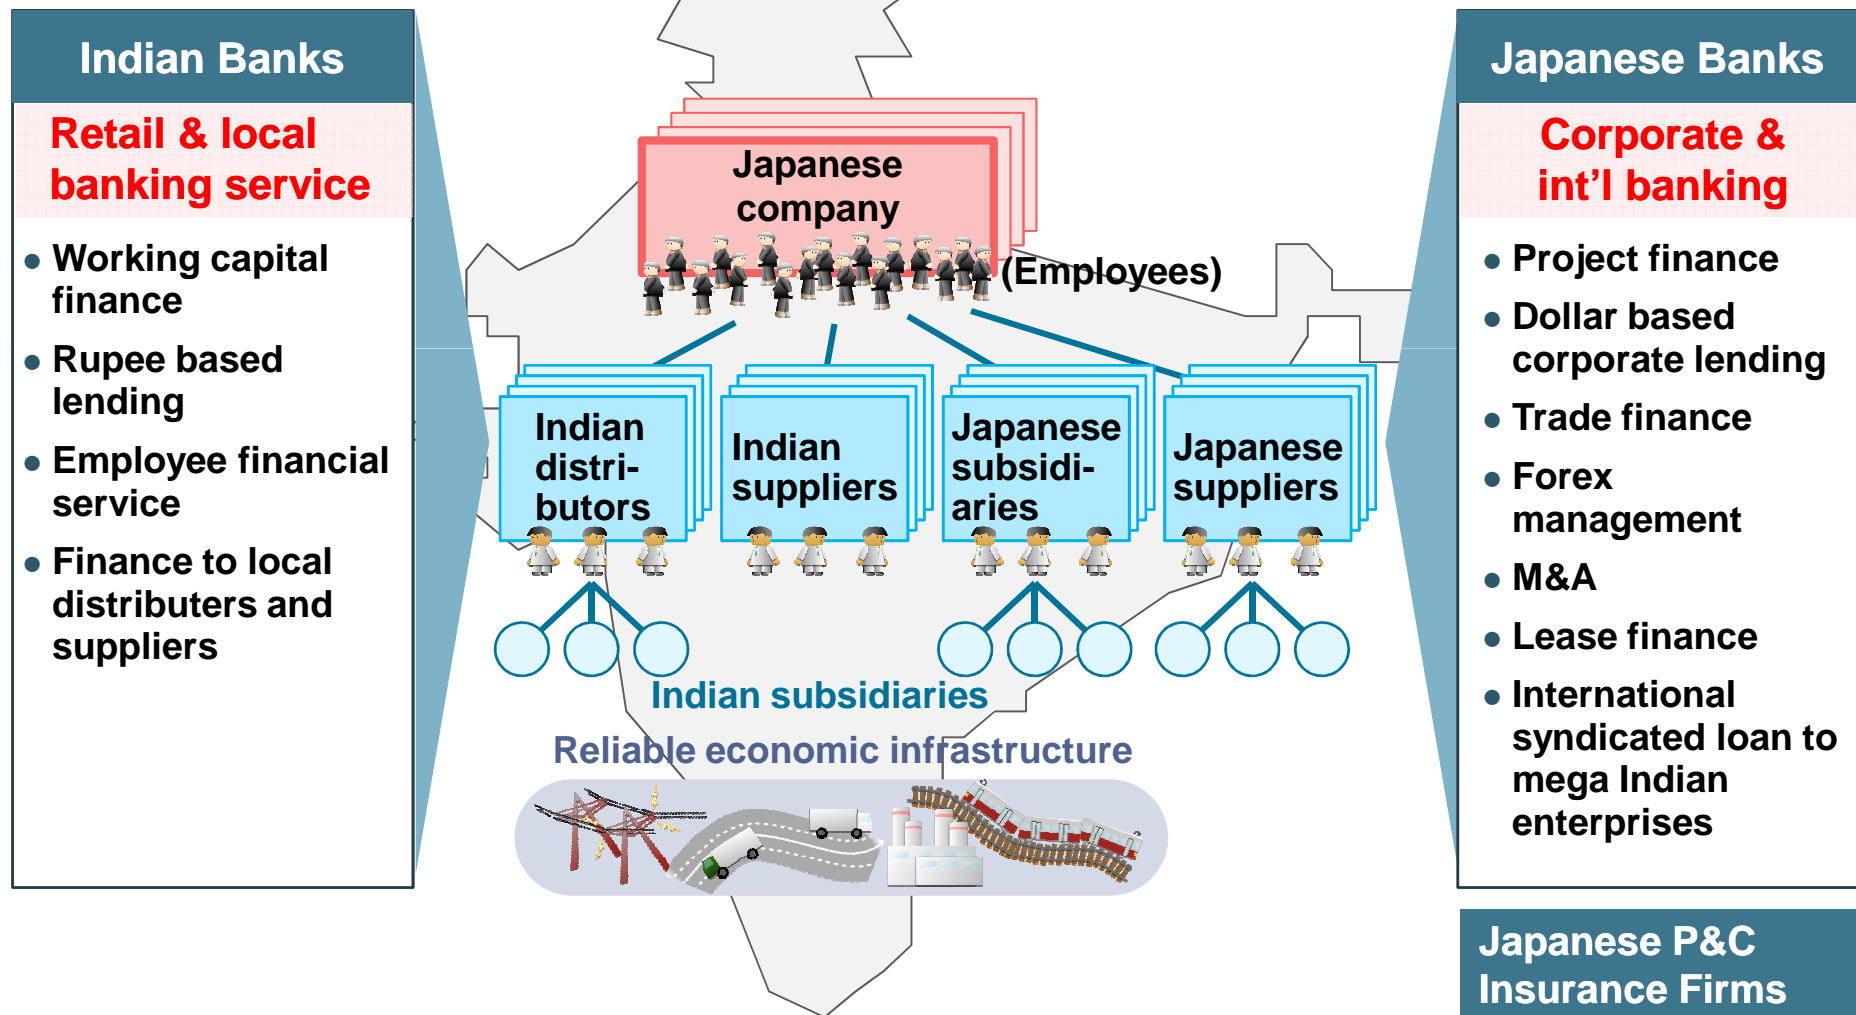 Indian Banks
Retail & local
banking service
● Working capital
finance
● Rupee based
lending
● Employee financial
service
● Finance to local
distributers and
suppliers
Japanese
company
(Employees)
Indian
distri-
butors
Indian
suppliers
Japanese
subsidi-
aries
Japanese
suppliers
Indian subsidiaries
Reliable economic infrastructure
Japanese Banks
Corporate &
int’l banking
● Project finance
● Dollar based
corporate lending
● Trade finance
● Forex
management
● M&A
● Lease finance
● International
syndicated loan to
mega Indian
enterprises
Japanese P&C
Insurance Firms